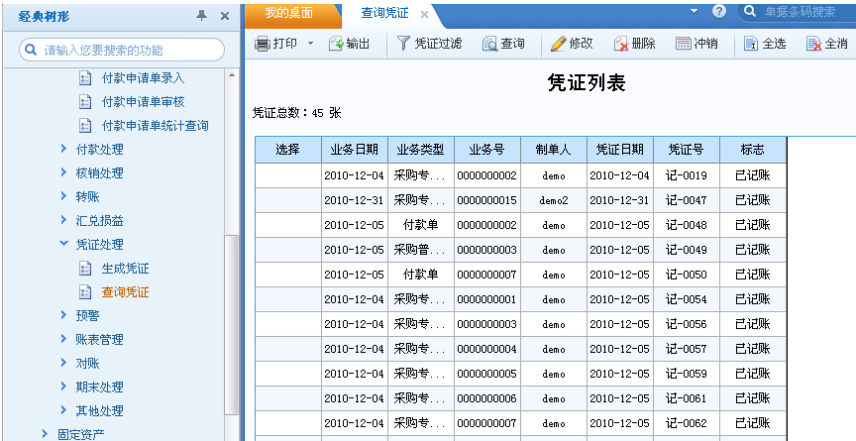 经典树形
我的桌面 查询凭证
单据条码搜索
请输入您要搜索的功能
打印 输出 凭证过滤 查询 修改 删除 冲销 全选 全消
付款申请单录入
付款申请单审核
付款申请单统计查询
付款处理
核销处理
转账
汇兑损益
凭证处理
生成凭证
查询凭证
预警
账表管理
对账
期末处理
其他处理
固定资产
凭证列表
凭证总数：45 张
选择 业务日期 业务类型 业务号 制单人 凭证日期 凭证号 标志
2010-12-04 采购专... 0000000002 demo 2010-12-04 记-0019 已记账
2010-12-31 采购专... 0000000015 demo2 2010-12-31 记-0047 已记账
2010-12-05 付款单 0000000002 demo 2010-12-05 记-0048 已记账
2010-12-05 采购普... 0000000003 demo 2010-12-05 记-0049 已记账
2010-12-05 付款单 0000000007 demo 2010-12-05 记-0050 已记账
2010-12-04 采购专... 0000000001 demo 2010-12-05 记-0054 已记账
2010-12-04 采购专... 0000000003 demo 2010-12-05 记-0056 已记账
2010-12-04 采购专... 0000000004 demo 2010-12-05 记-0057 已记账
2010-12-04 采购专... 0000000005 demo 2010-12-05 记-0059 已记账
2010-12-04 采购专... 0000000006 demo 2010-12-05 记-0061 已记账
2010-12-04 采购专... 0000000007 demo 2010-12-05 记-0062 已记账